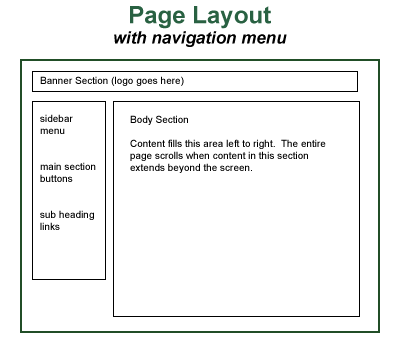 Page Layout
with navigation menu
Banner Section (logo goes here)
sidebar
menu
main section
buttons
sub heading
links
Body Section
Content fills this area left to right.  The entire
page scrolls when content in this section
extends beyond the screen.